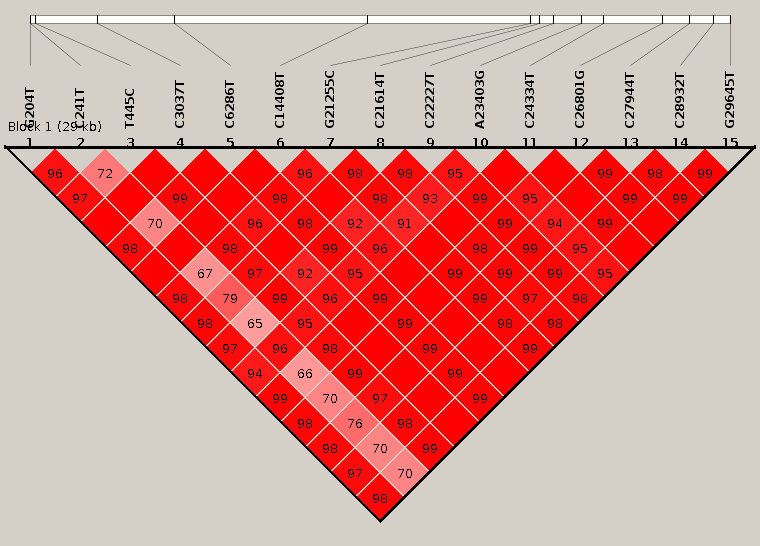 G204T
C241T
T445C
C3037T
C6286T
C14408T
G21255C
C21614T
C22227T
A23403G
C24334T
C26801G
C27944T
C28932T
G29645T
Block 1 (29 kb)
1 2 3 4 5 6 7 8 9 10 11 12 13 14 15
96 72 96 98 98 95 99 98 99
97 99 98 98 93 99 95 99 99
70 96 98 92 91 99 94 99
98 98 99 96 98 99 95
67 97 92 95 99 99 99 95
98 79 99 96 99 99 97 98
98 65 95 99 98 98
97 96 98 99 99
94 66 99 99
99 70 97 99
98 76 98
98 70 99
97 70
98